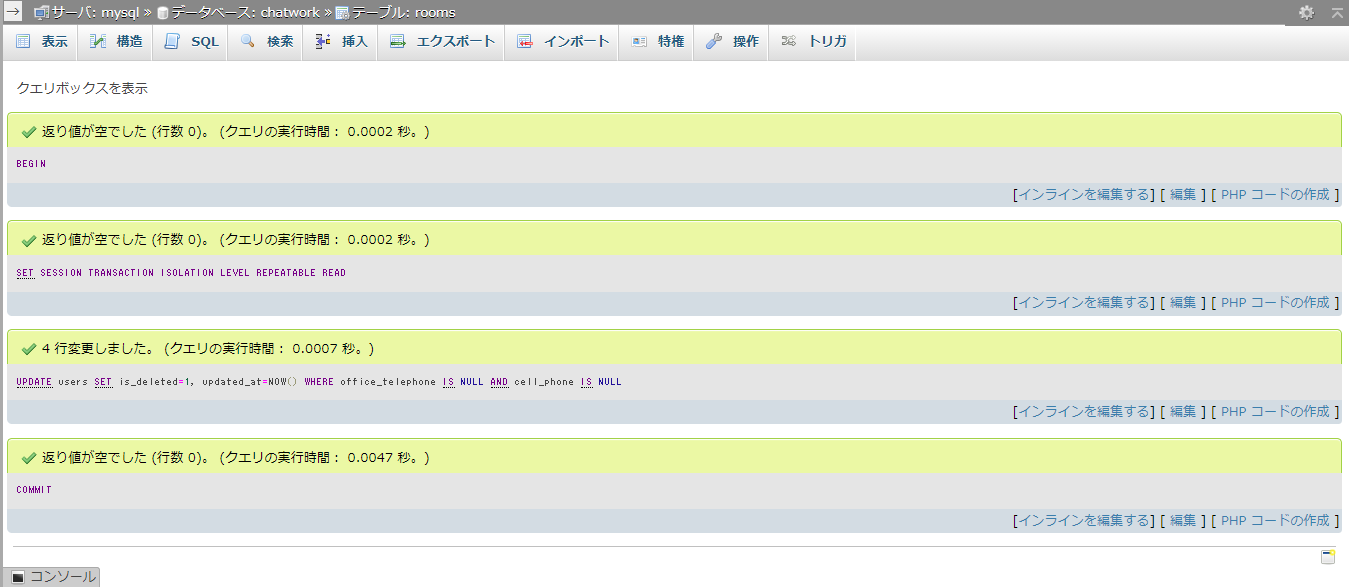 サーバ: mysql » データベース: chatwork » テーブル: rooms
表示 構造 SQL 検索 挿入 エクスポート インポート 特権 操作 トリガ
クエリボックスを表示
返り値が空でした (行数 0)。 (クエリの実行時間： 0.0002 秒。)
BEGIN
[インラインを編集する] [ 編集 ] [ PHP コードの作成 ]
返り値が空でした (行数 0)。 (クエリの実行時間： 0.0002 秒。)
SET SESSION TRANSACTION ISOLATION LEVEL REPEATABLE READ
[インラインを編集する] [ 編集 ] [ PHP コードの作成 ]
4 行変更しました。 (クエリの実行時間： 0.0007 秒。)
UPDATE users SET is_deleted=1, updated_at=NOW() WHERE office_telephone IS NULL AND cell_phone IS NULL
[インラインを編集する] [ 編集 ] [ PHP コードの作成 ]
返り値が空でした (行数 0)。 (クエリの実行時間： 0.0047 秒。)
COMMIT
[インラインを編集する] [ 編集 ] [ PHP コードの作成 ]
コンソール